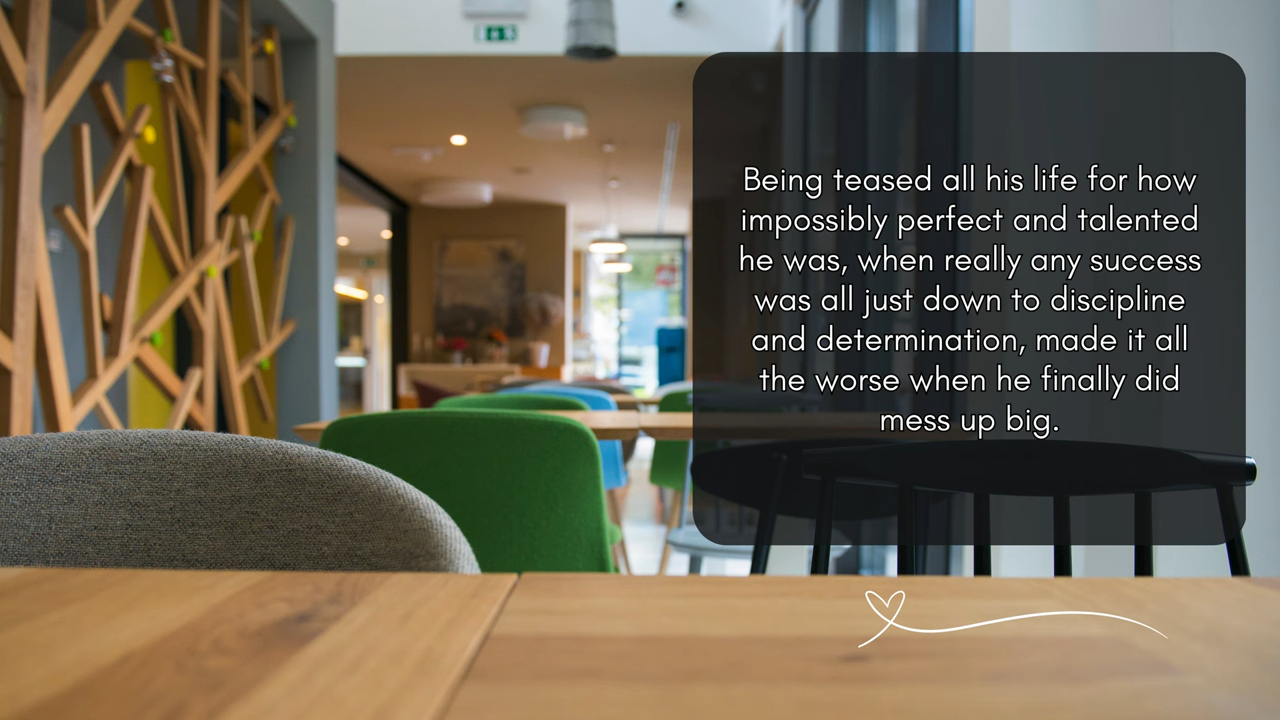 Being teased all his life for how
impossibly perfect and talented
he was, when really any success
was all just down to discipline
and determination, made it all
the worse when he finally did
mess up big.